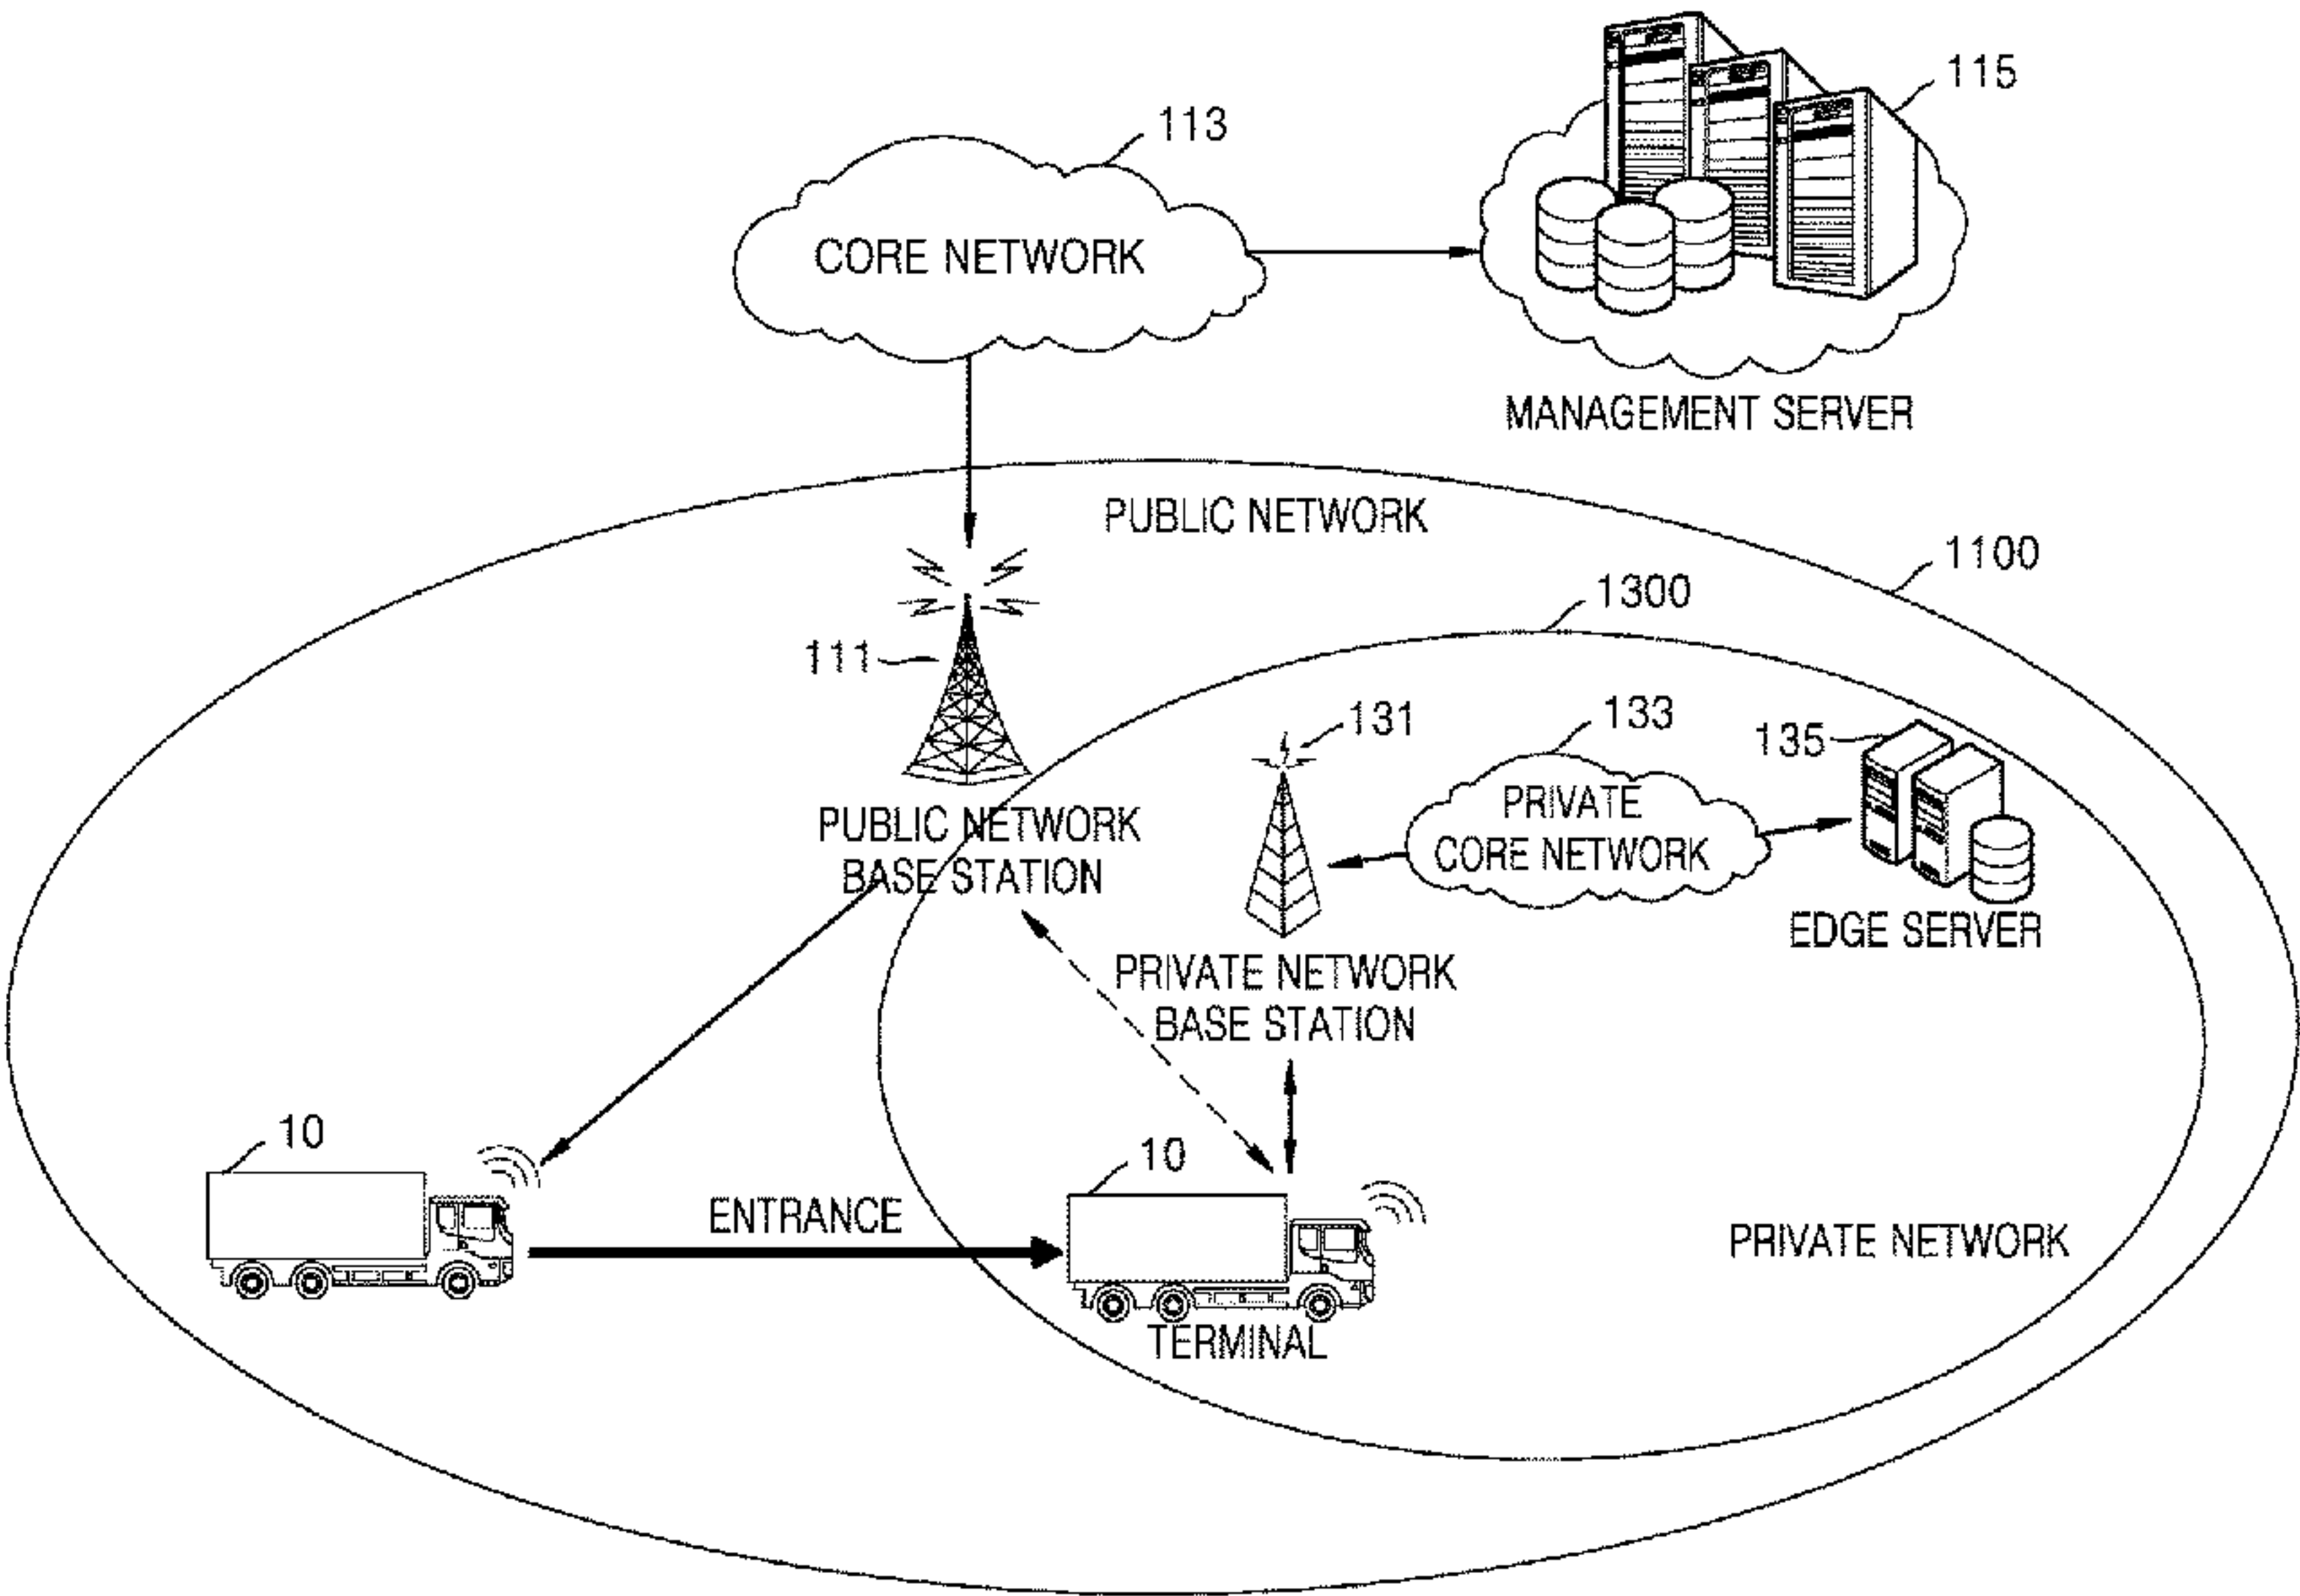 115
113
CORE NETWORK
MANAGEMENT SERVER
PUBLIC NETWORK
1100
1300
111
131
133
135
PUBLIC NETWORK
BASE STATION
PRIVATE
CORE NETWORK
EDGE SERVER
PRIVATE NETWORK
BASE STATION
10
10
ENTRANCE
PRIVATE NETWORK
TERMINAL